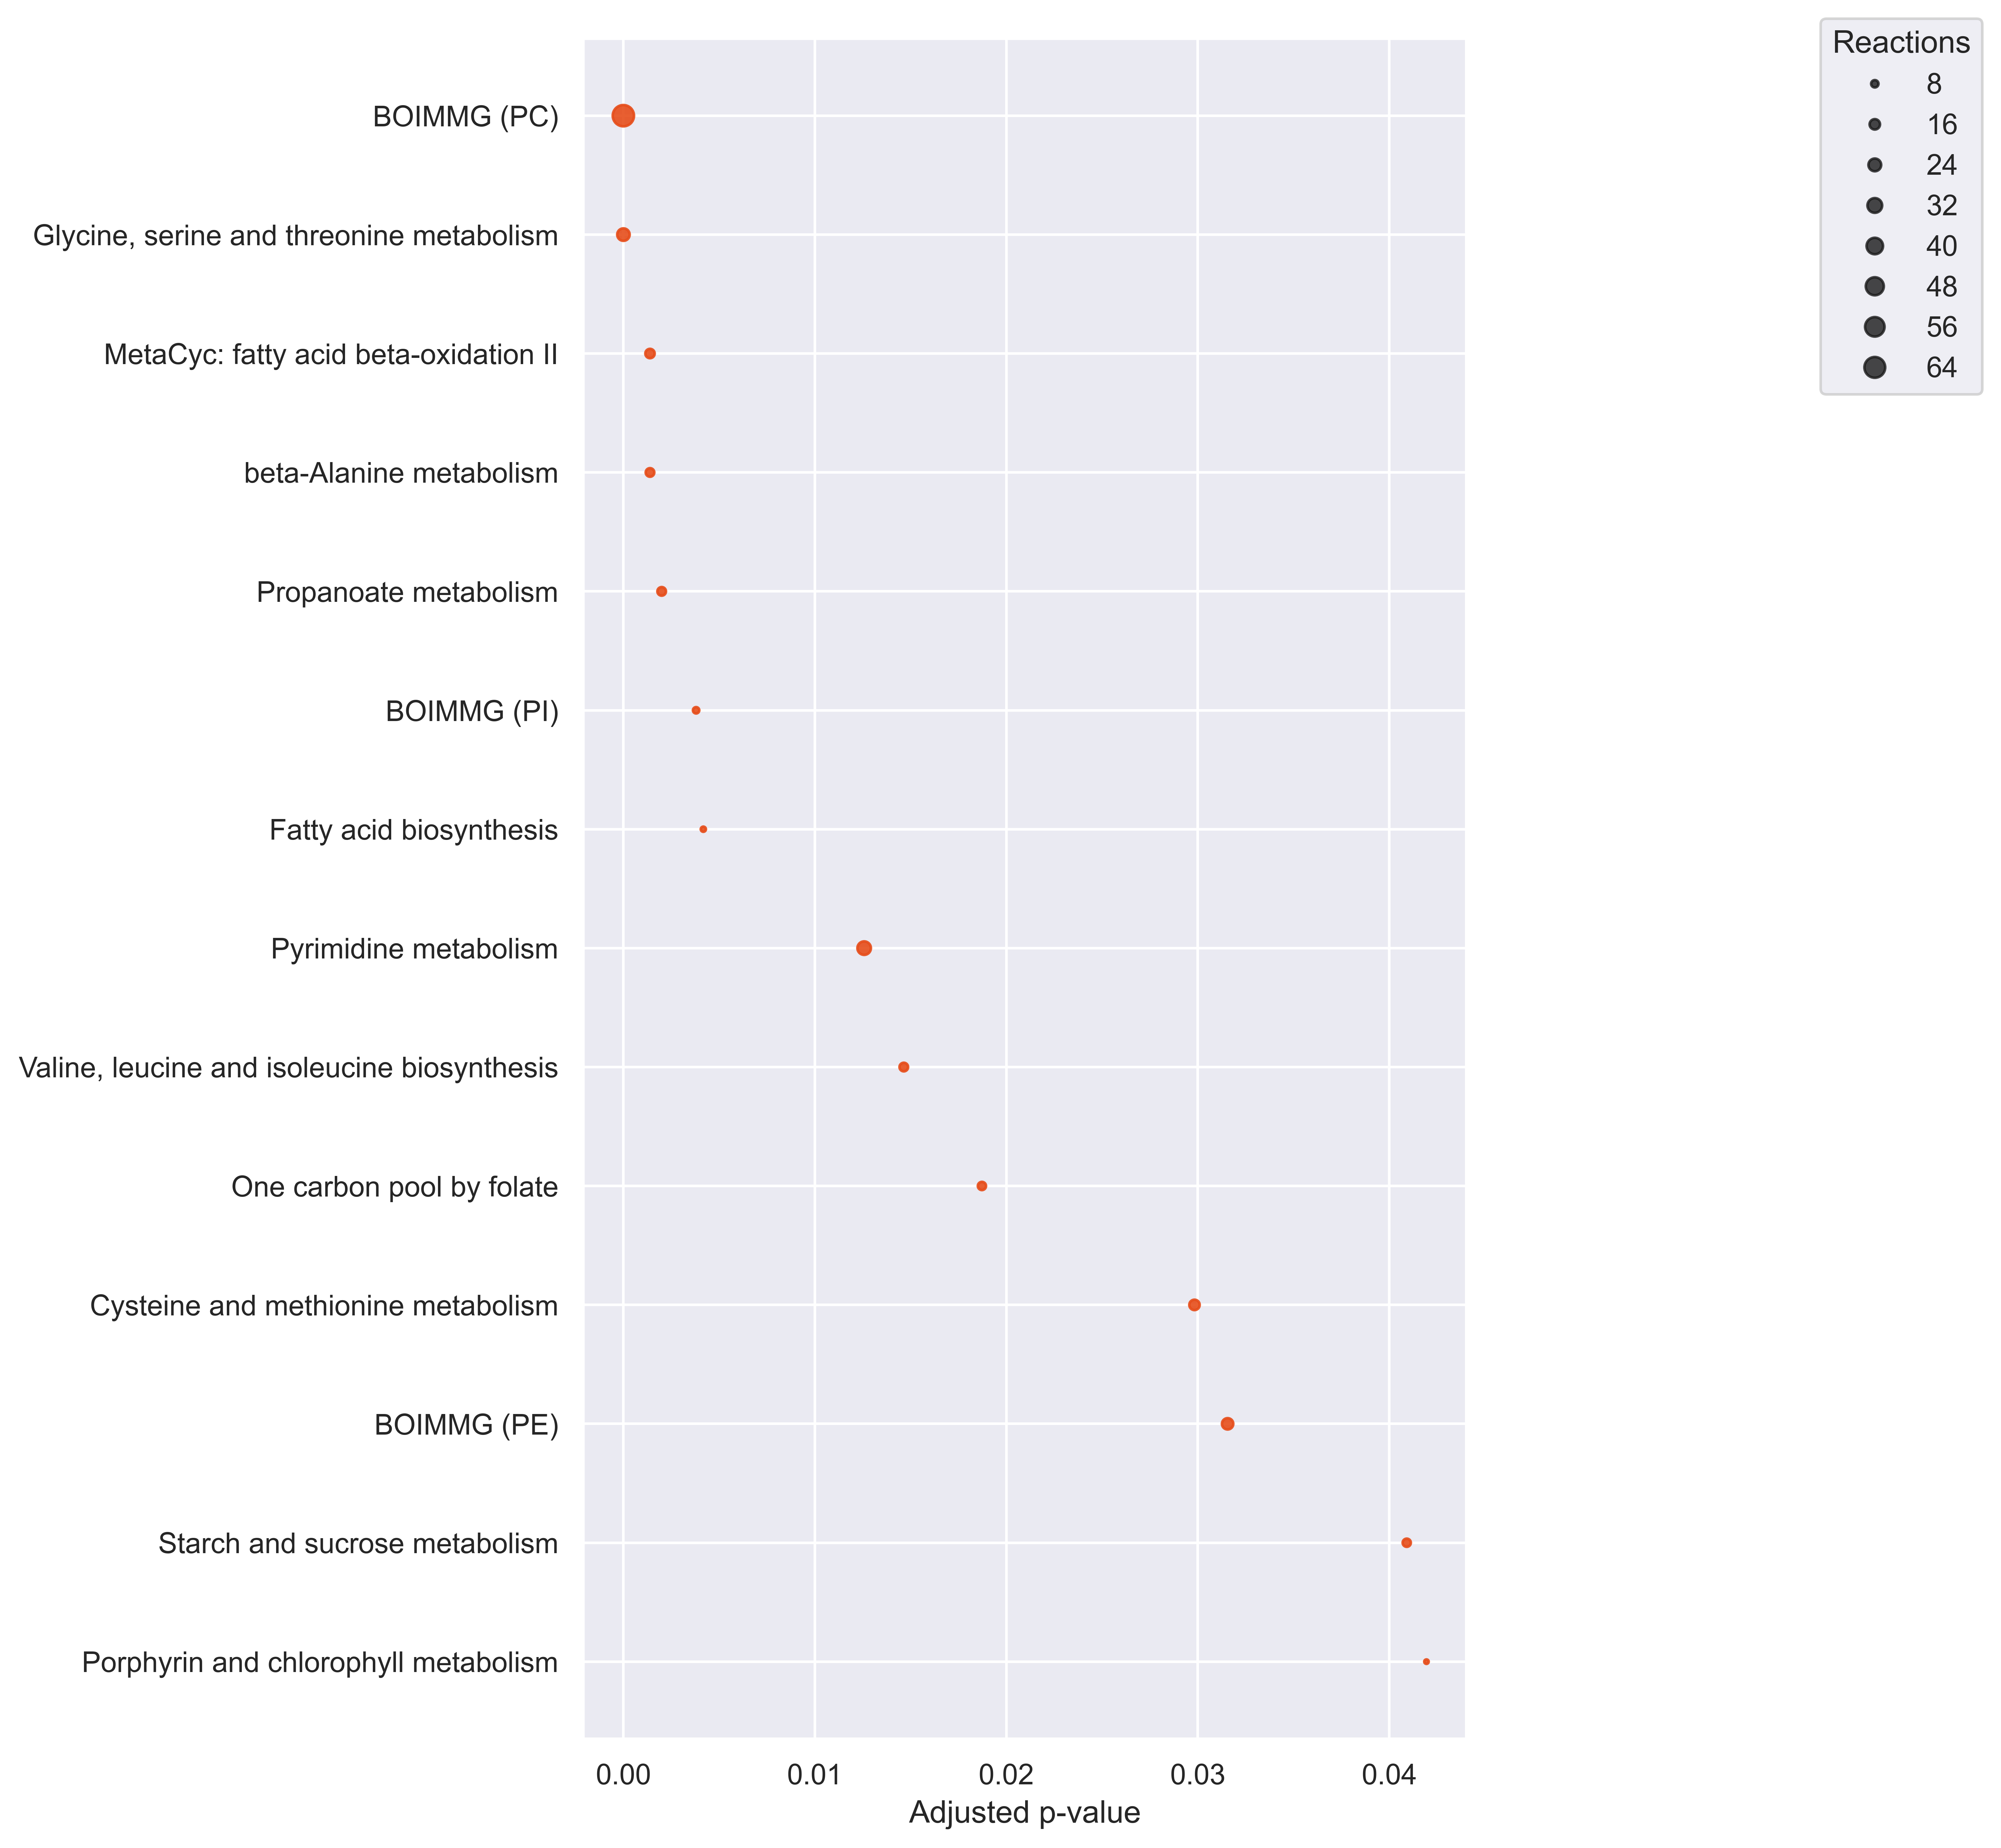 BOIMMG (PC)
Glycine, serine and threonine metabolism
MetaCyc: fatty acid beta-oxidation II
beta-Alanine metabolism
Propanoate metabolism
BOIMMG (PI)
Fatty acid biosynthesis
Pyrimidine metabolism
Valine, leucine and isoleucine biosynthesis
One carbon pool by folate
Cysteine and methionine metabolism
BOIMMG (PE)
Starch and sucrose metabolism
Porphyrin and chlorophyll metabolism
0.00 0.01 0.02 0.03 0.04
Adjusted p-value
Reactions
8
16
24
32
40
48
56
64